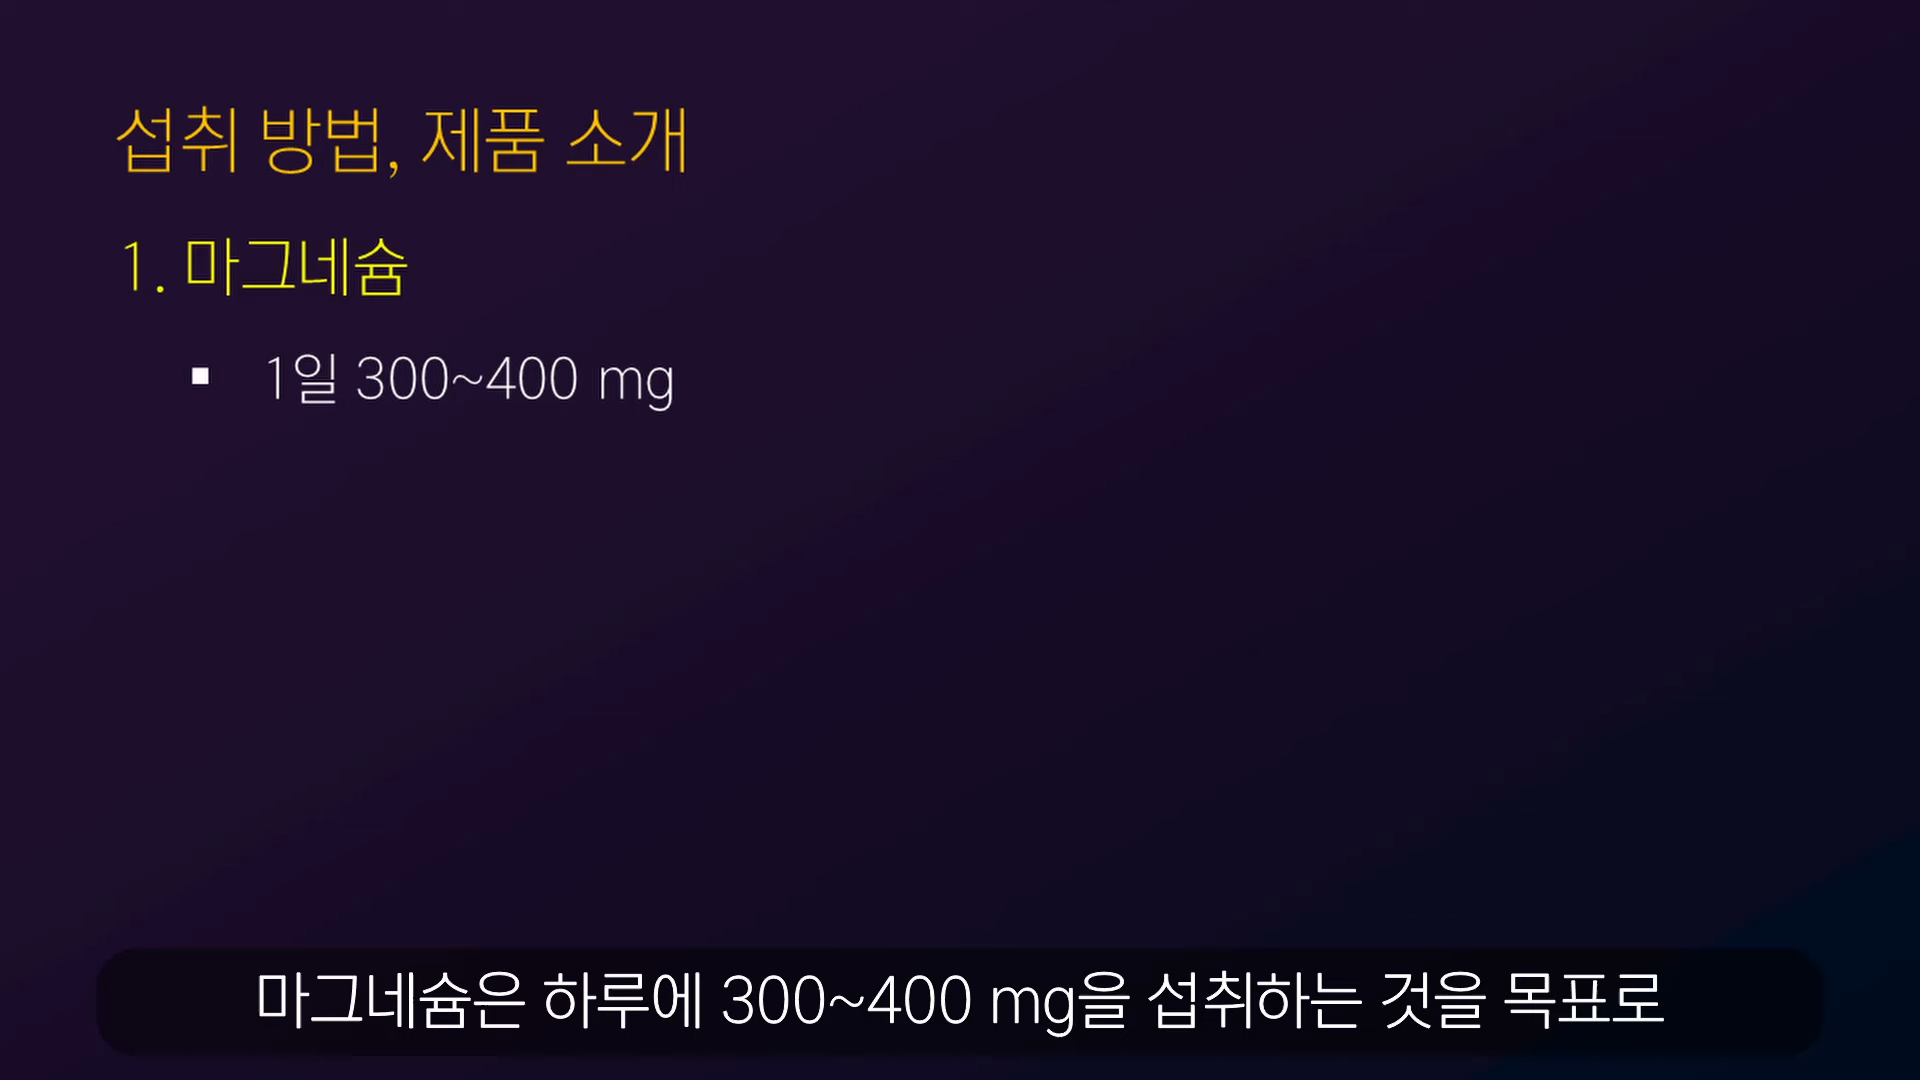 섭취 방법, 제품 소개
1. 마그네슘
▪ 1일 300~400 mg
마그네슘은 하루에 300~400 mg을 섭취하는 것을 목표로